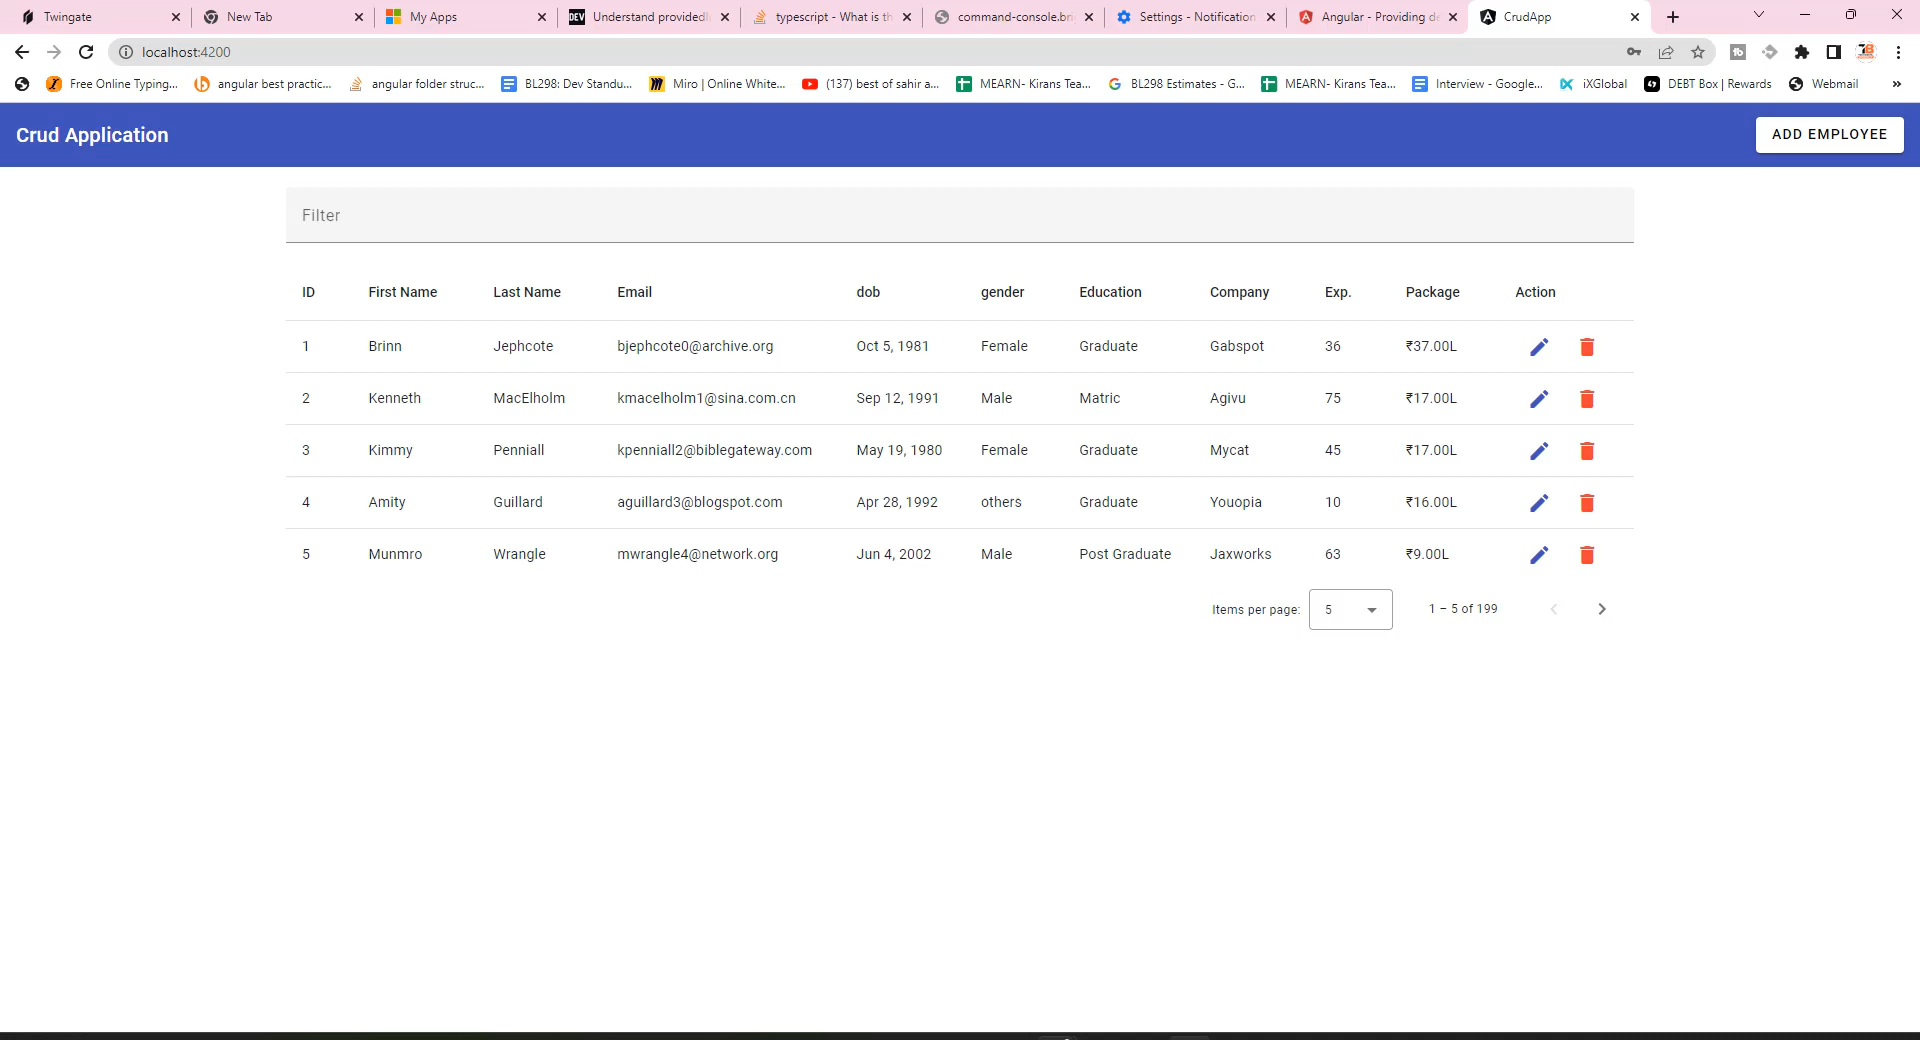 Twingate
New Tab
My Apps
DEV Understand providedI
typescript - What is th
command-console.bri
Settings - Notification
Angular - Providing de
CrudApp
localhost:4200
Free Online Typing...
angular best practic...
angular folder struc...
BL298: Dev Standu...
Miro | Online White...
(137) best of sahir a...
MEARN- Kirans Tea...
BL298 Estimates - G...
MEARN- Kirans Tea...
Interview - Google...
iXGlobal
DEBT Box | Rewards
Webmail
»
Crud Application
ADD EMPLOYEE
Filter
ID First Name Last Name Email dob gender Education Company Exp. Package Action
1 Brinn Jephcote bjephcote0@archive.org Oct 5, 1981 Female Graduate Gabspot 36 ₹37.00L
2 Kenneth MacElholm kmacelholm1@sina.com.cn Sep 12, 1991 Male Matric Agivu 75 ₹17.00L
3 Kimmy Penniall kpenniall2@biblegateway.com May 19, 1980 Female Graduate Mycat 45 ₹17.00L
4 Amity Guillard aguillard3@blogspot.com Apr 28, 1992 others Graduate Youopia 10 ₹16.00L
5 Munmro Wrangle mwrangle4@network.org Jun 4, 2002 Male Post Graduate Jaxworks 63 ₹9.00L
Items per page: 5 1 – 5 of 199